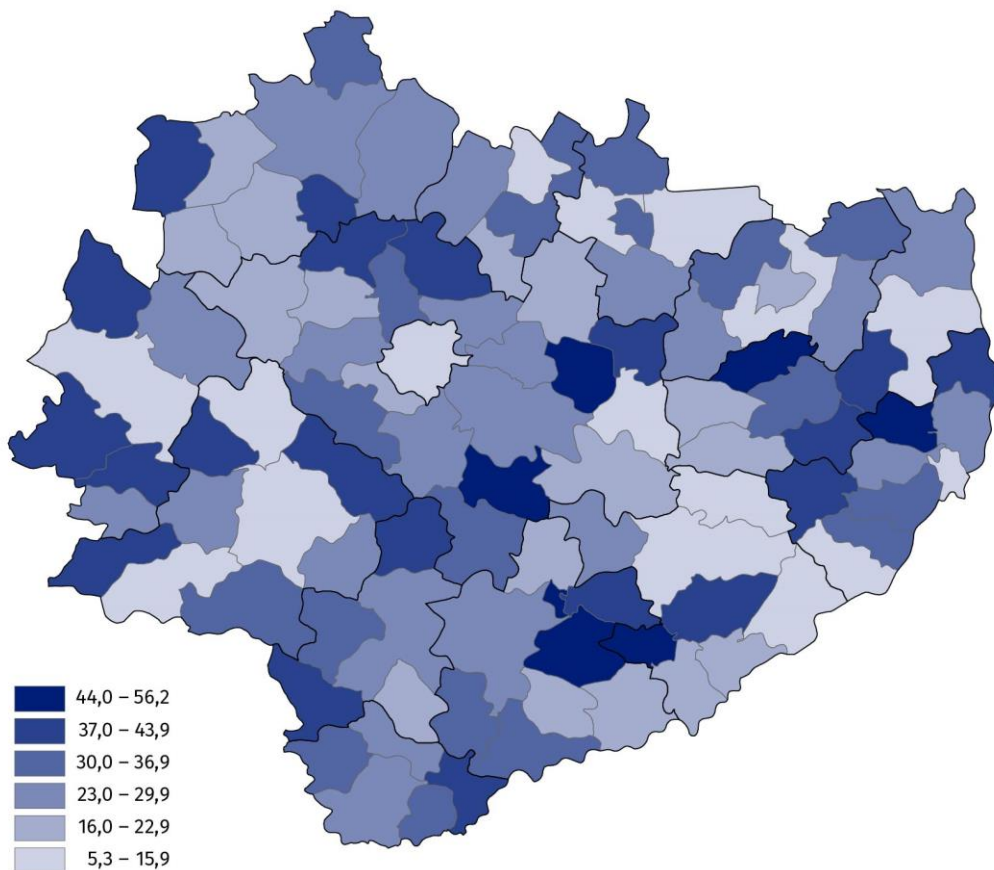 44,0 – 56,2
37,0 – 43,9
30,0 – 36,9
23,0 – 29,9
16,0 – 22,9
5,3 – 15,9